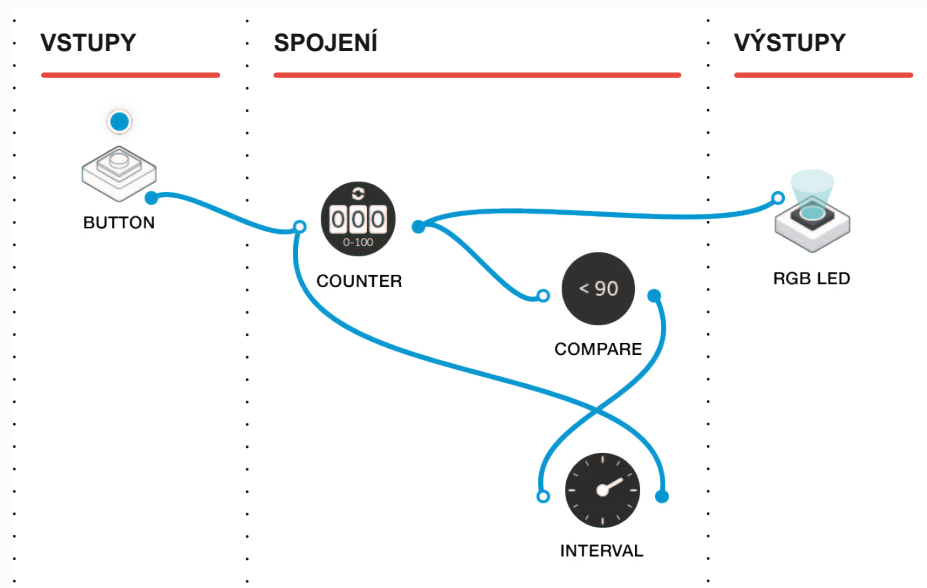 VSTUPY
SPOJENÍ
VÝSTUPY
BUTTON
000
0-100
COUNTER
< 90
COMPARE
RGB LED
INTERVAL